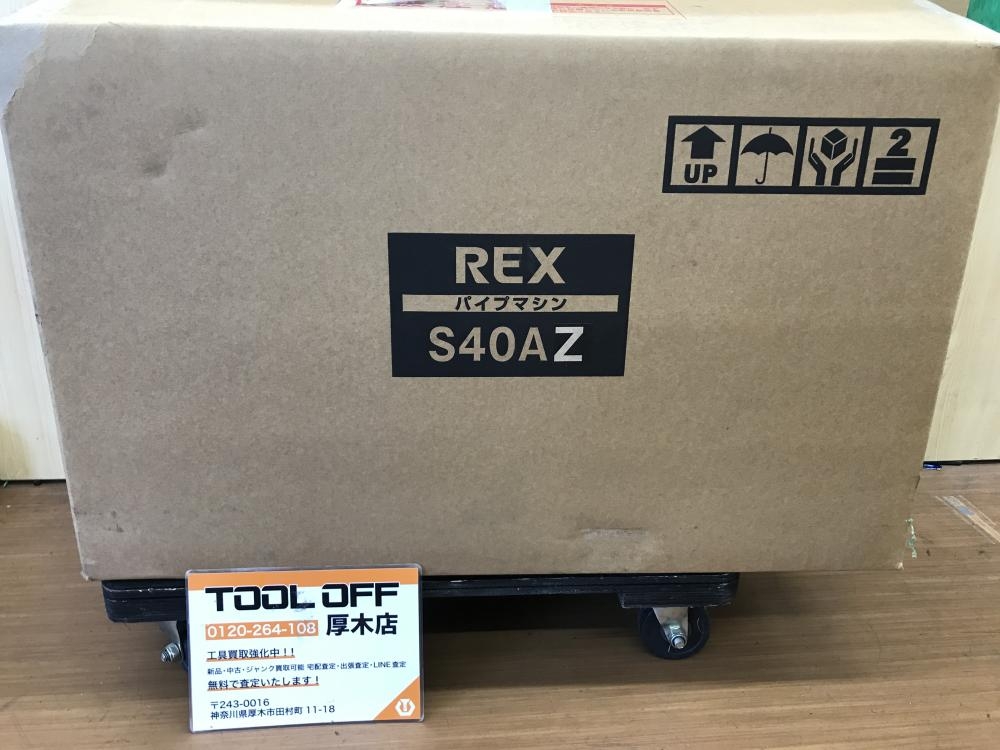 UP
2
REX
パイプマシン
S40AZ
TOOL OFF
0120-264-108 厚木店
工具買取強化中！！
新品・中古・ジャンク買取可能 宅配査定・出張査定・LINE査定
無料で査定いたします！
〒243-0016
神奈川県厚木市田村町 11-18